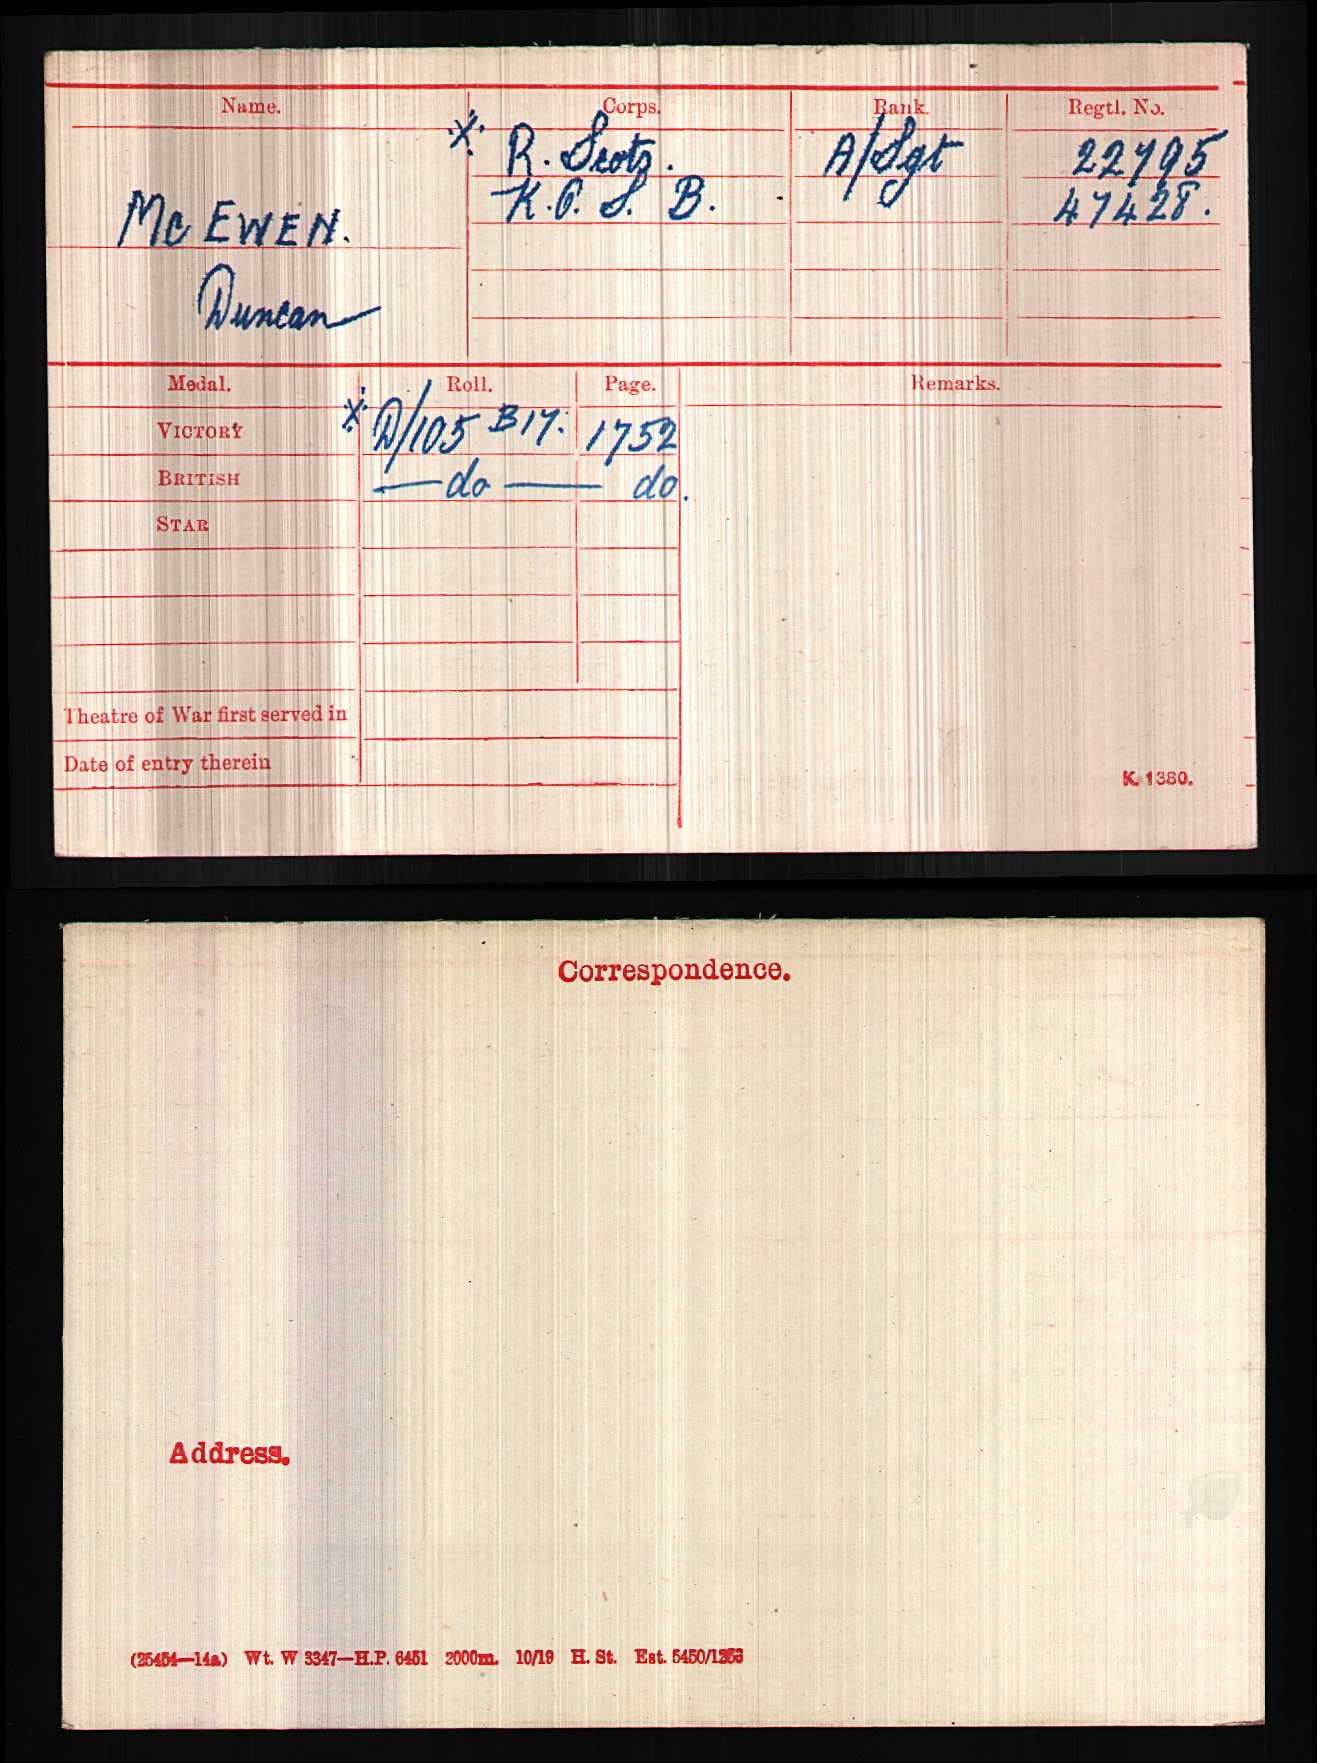 Name. Corps. Rank. Regtl. No.
·X· R. Scots. A/Sgt 22795
K.O.S.B. 47428.
McEWEN.
Duncan
Medal. Roll. Page. Remarks.
VICTORY ·X· D/105 B17. 1752
BRITISH —do— do.
STAR
Theatre of War first served in
Date of entry therein
K. 1380.
Correspondence.
Address.
(25454—14a) Wt. W 3347—H.P. 6451 2000m. 10/19 H. St. Est. 5450/1253